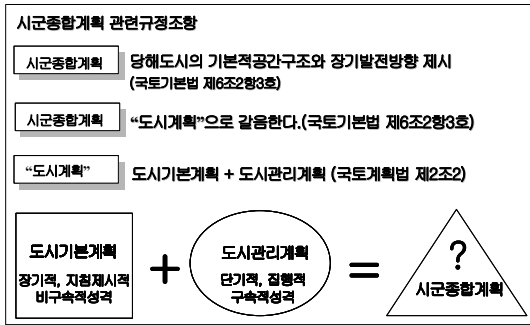 시군종합계획 관련규정조항
시군종합계획 당해도시의 기본적공간구조와 장기발전방향 제시
(국토기본법 제6조2항3호)
시군종합계획 “도시계획”으로 갈음한다.(국토기본법 제6조2항3호)
“도시계획” 도시기본계획 + 도시관리계획 (국토계획법 제2조2)
도시기본계획
장기적, 지침제시적
비구속적성격
+
도시관리계획
단기적, 집행적
구속적성격
=
?
시군종합계획